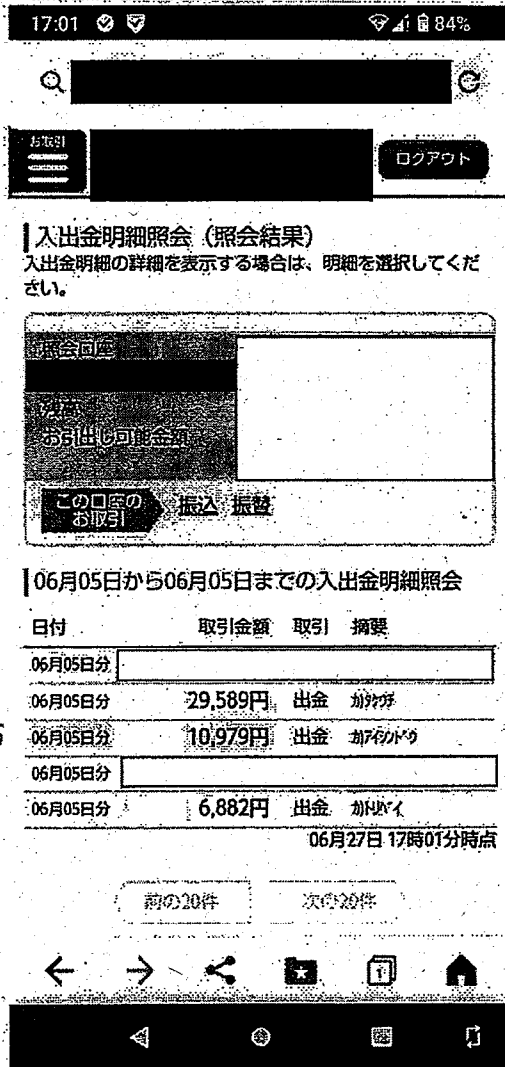 17:01 84%
お取引
ログアウト
入出金明細照会（照会結果）
入出金明細の詳細を表示する場合は、明細を選択してくだ
さい。
照会口座
残高
お引出し可能金額
この口座の
お取引
振込 振替
06月05日から06月05日までの入出金明細照会
日付 取引金額 取引 摘要
06月05日分
06月05日分 29,589円 出金
06月05日分 10,979円 出金
06月05日分
06月05日分 6,882円 出金
06月27日 17時01分時点
前の20件 次の20件
1